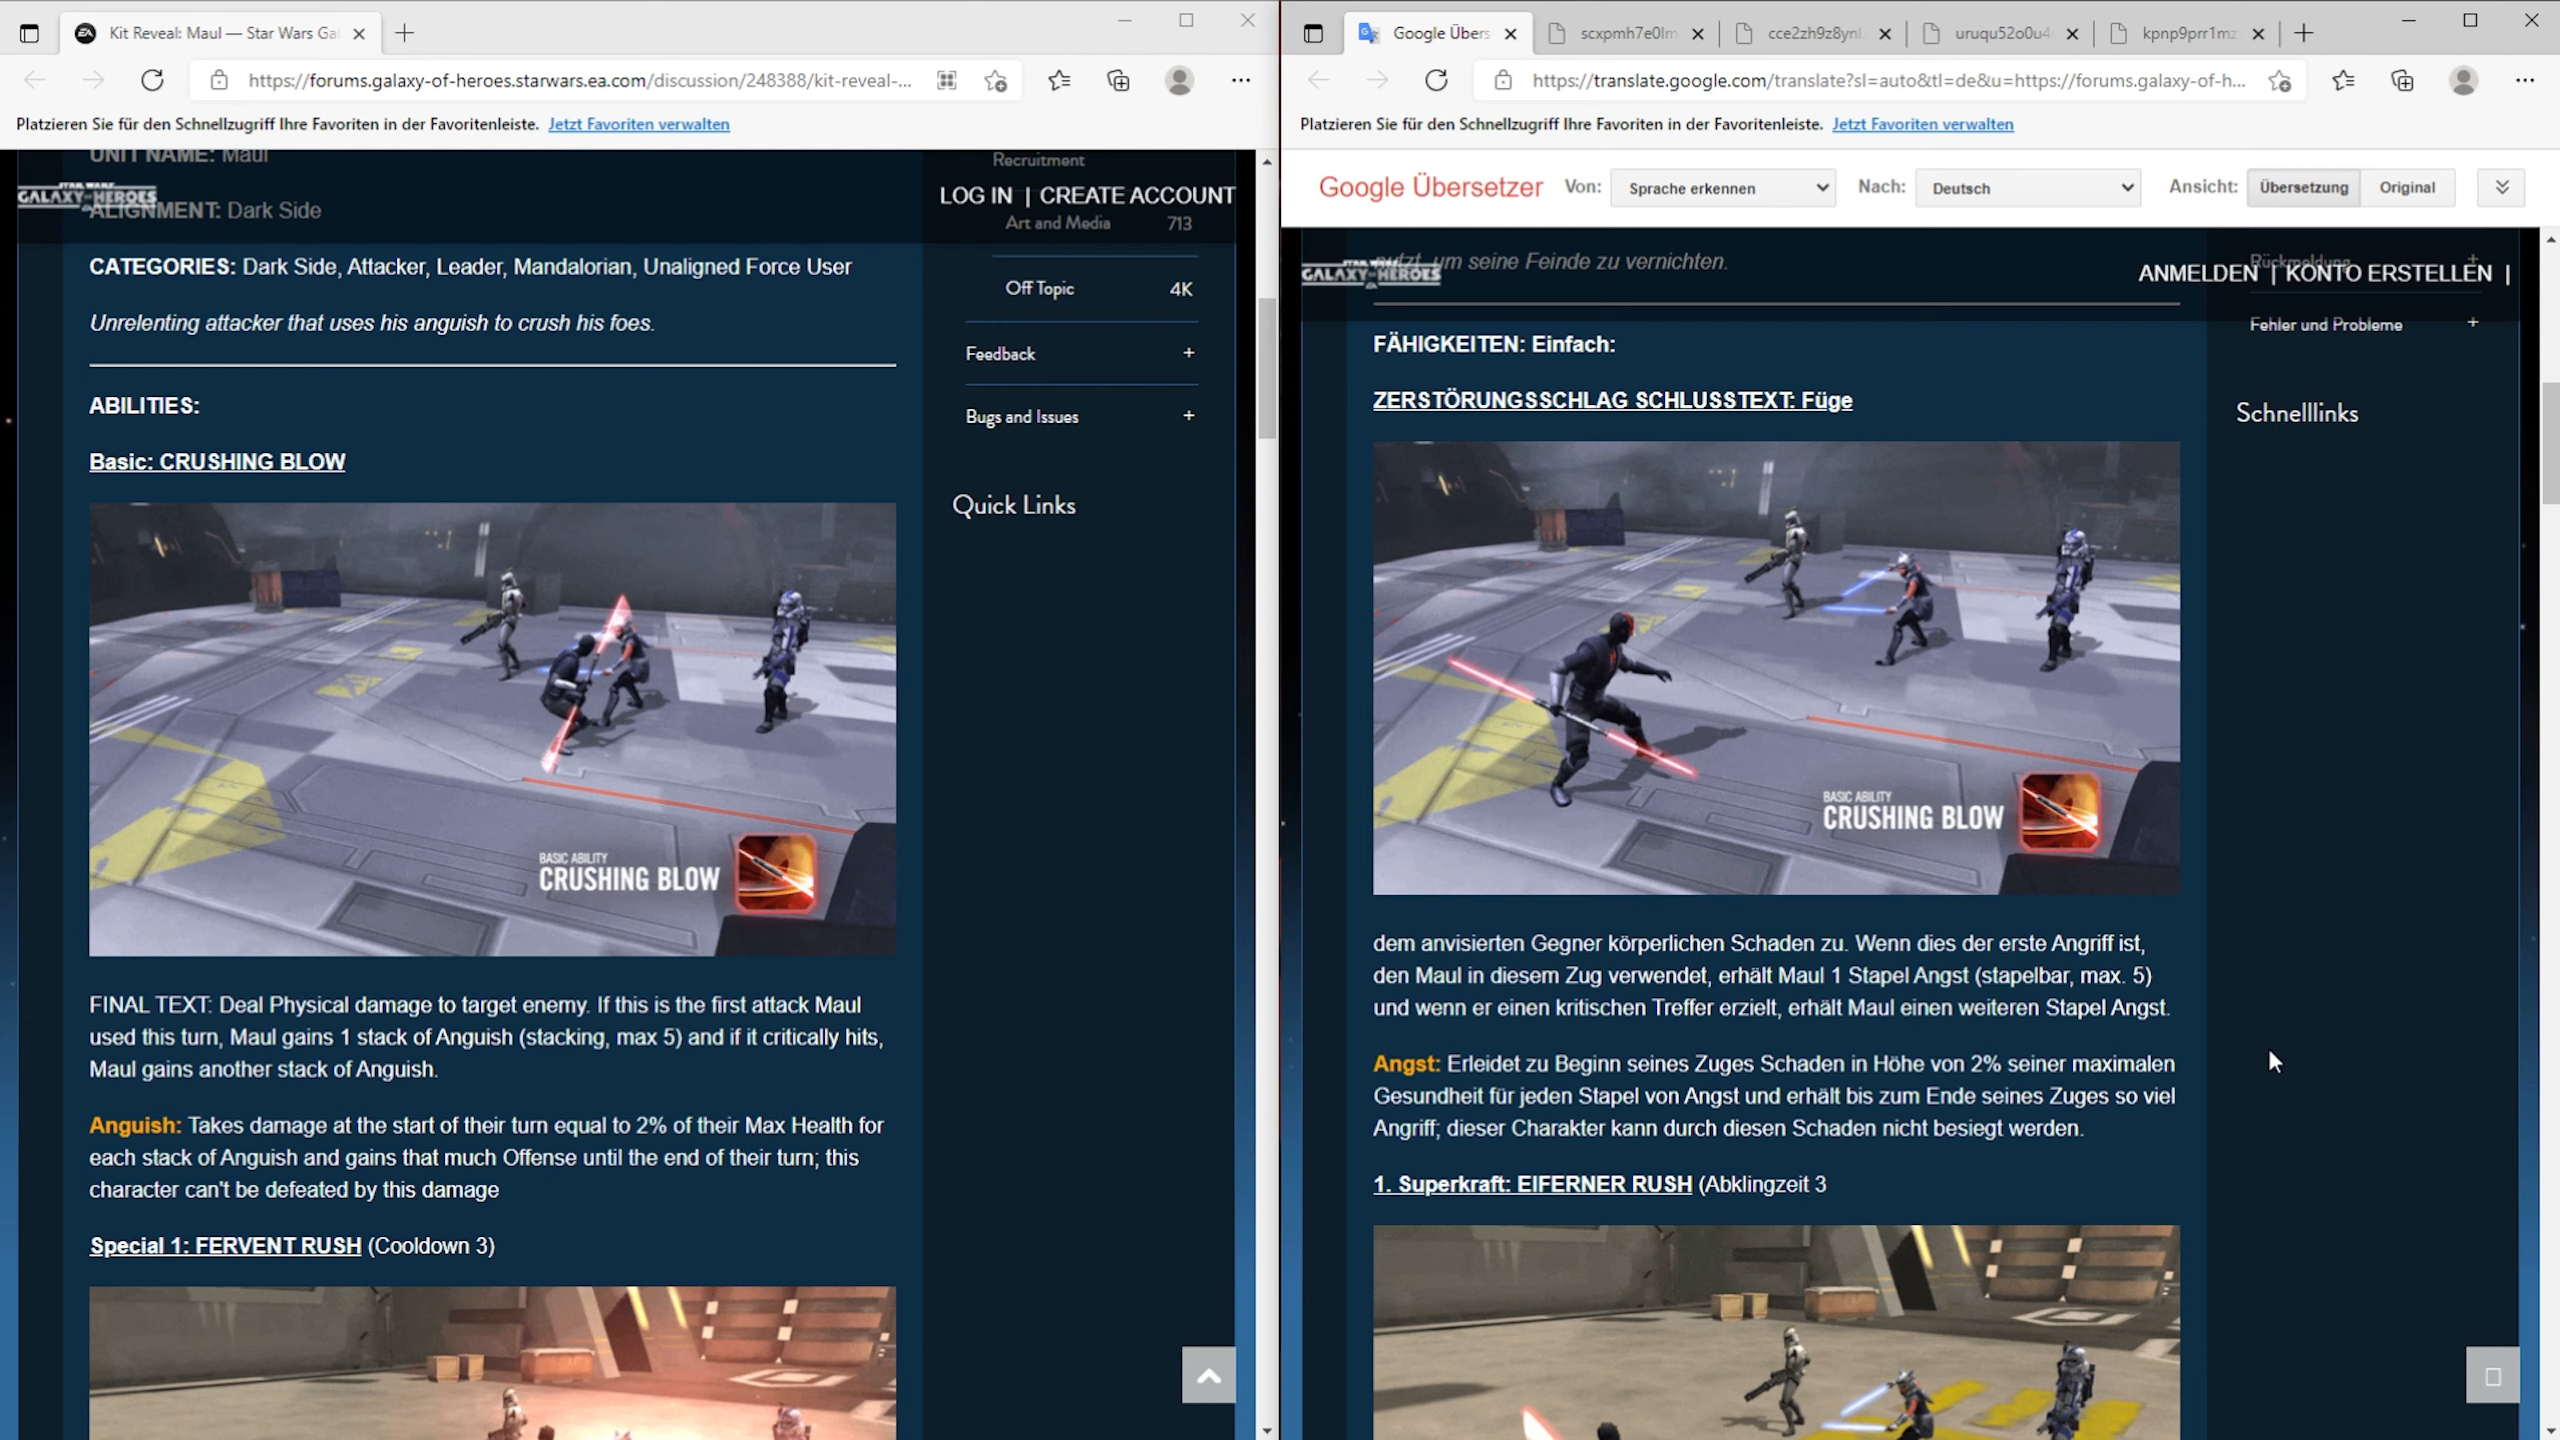 Kit Reveal: Maul — Star Wars Gal
https://forums.galaxy-of-heroes.starwars.ea.com/discussion/248388/kit-reveal-...
Platzieren Sie für den Schnellzugriff Ihre Favoriten in der Favoritenleiste. Jetzt Favoriten verwalten
UNIT NAME: Maul
STAR WARS
GALAXY OF HEROES
ALIGNMENT: Dark Side
CATEGORIES: Dark Side, Attacker, Leader, Mandalorian, Unaligned Force User
Unrelenting attacker that uses his anguish to crush his foes.
ABILITIES:
Basic: CRUSHING BLOW
BASIC ABILITY
CRUSHING BLOW
FINAL TEXT: Deal Physical damage to target enemy. If this is the first attack Maul
used this turn, Maul gains 1 stack of Anguish (stacking, max 5) and if it critically hits,
Maul gains another stack of Anguish.
Anguish: Takes damage at the start of their turn equal to 2% of their Max Health for
each stack of Anguish and gains that much Offense until the end of their turn; this
character can't be defeated by this damage
Special 1: FERVENT RUSH (Cooldown 3)
Recruitment
LOG IN | CREATE ACCOUNT
Art and Media 713
Off Topic 4K
Feedback +
Bugs and Issues +
Quick Links
Google Übers
scxpmh7e0lm
cce2zh9z8ynl
uruqu52o0u4
kpnp9prr1mz
https://translate.google.com/translate?sl=auto&tl=de&u=https://forums.galaxy-of-h...
Platzieren Sie für den Schnellzugriff Ihre Favoriten in der Favoritenleiste. Jetzt Favoriten verwalten
Google Übersetzer Von: Sprache erkennen Nach: Deutsch Ansicht: Übersetzung Original
nutzt, um seine Feinde zu vernichten.
STAR WARS
GALAXY OF HEROES
FÄHIGKEITEN: Einfach:
ZERSTÖRUNGSSCHLAG SCHLUSSTEXT: Füge
BASIC ABILITY
CRUSHING BLOW
dem anvisierten Gegner körperlichen Schaden zu. Wenn dies der erste Angriff ist,
den Maul in diesem Zug verwendet, erhält Maul 1 Stapel Angst (stapelbar, max. 5)
und wenn er einen kritischen Treffer erzielt, erhält Maul einen weiteren Stapel Angst.
Angst: Erleidet zu Beginn seines Zuges Schaden in Höhe von 2% seiner maximalen
Gesundheit für jeden Stapel von Angst und erhält bis zum Ende seines Zuges so viel
Angriff; dieser Charakter kann durch diesen Schaden nicht besiegt werden.
1. Superkraft: EIFERNER RUSH (Abklingzeit 3
Rückmeldung +
ANMELDEN | KONTO ERSTELLEN |
Fehler und Probleme +
Schnelllinks